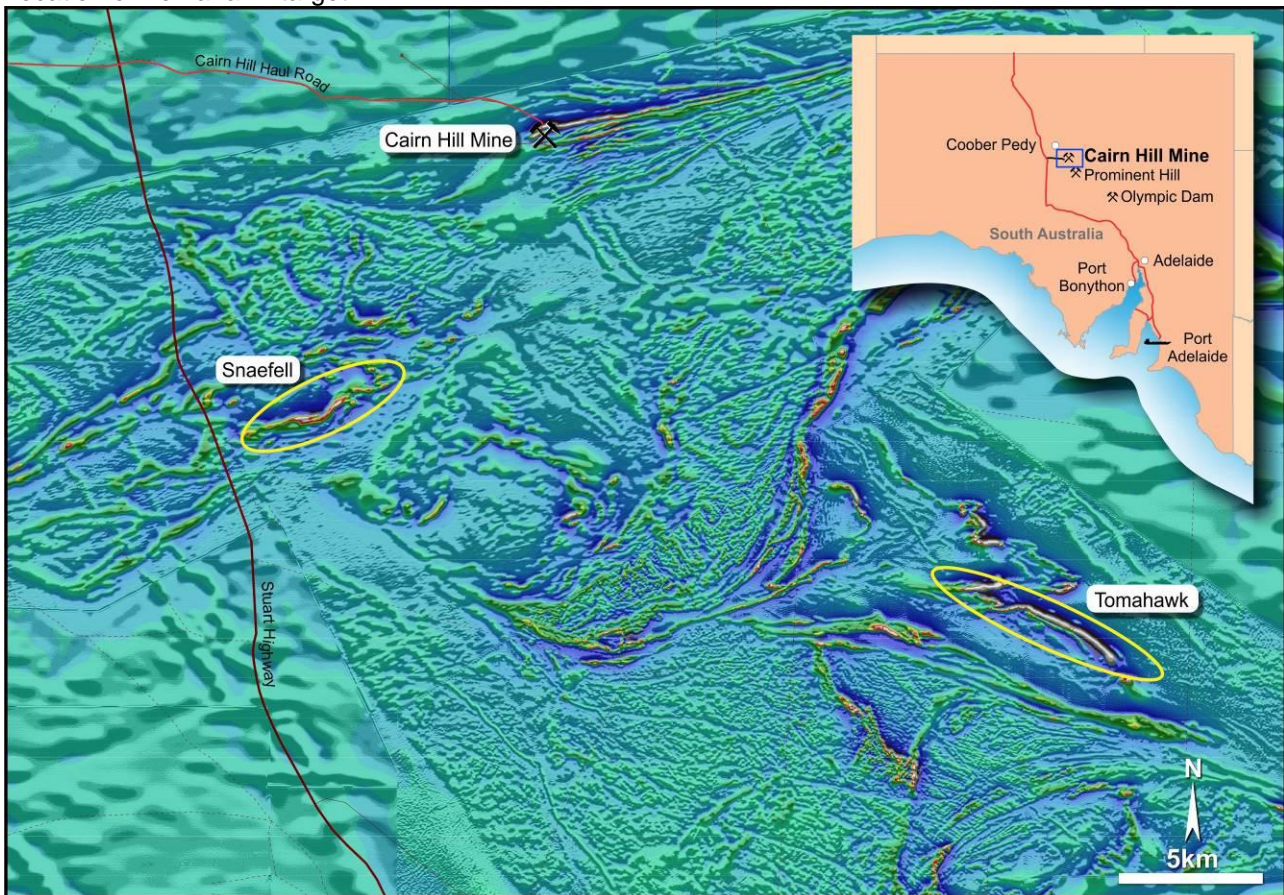 Cairn Hill Haul Road
Cairn Hill Mine
Snaefell
Stuart Highway
Tomahawk
N
5km
Coober Pedy
Cairn Hill Mine
Prominent Hill
Olympic Dam
South Australia
Adelaide
Port
Bonython
Port
Adelaide